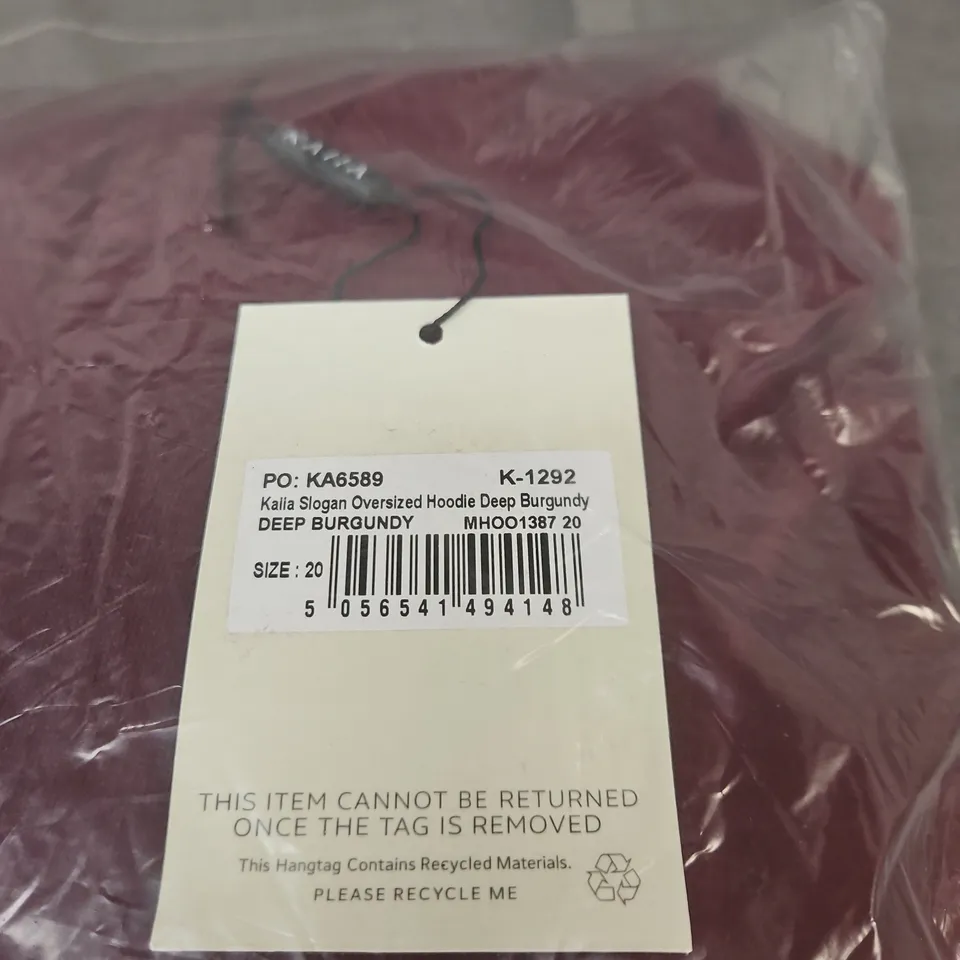 KAIIA
PO: KA6589 K-1292
Kaiia Slogan Oversized Hoodie Deep Burgundy
DEEP BURGUNDY MHOO1387 20
SIZE : 20
5 056541 494148
THIS ITEM CANNOT BE RETURNED
ONCE THE TAG IS REMOVED
This Hangtag Contains Recycled Materials.
PLEASE RECYCLE ME